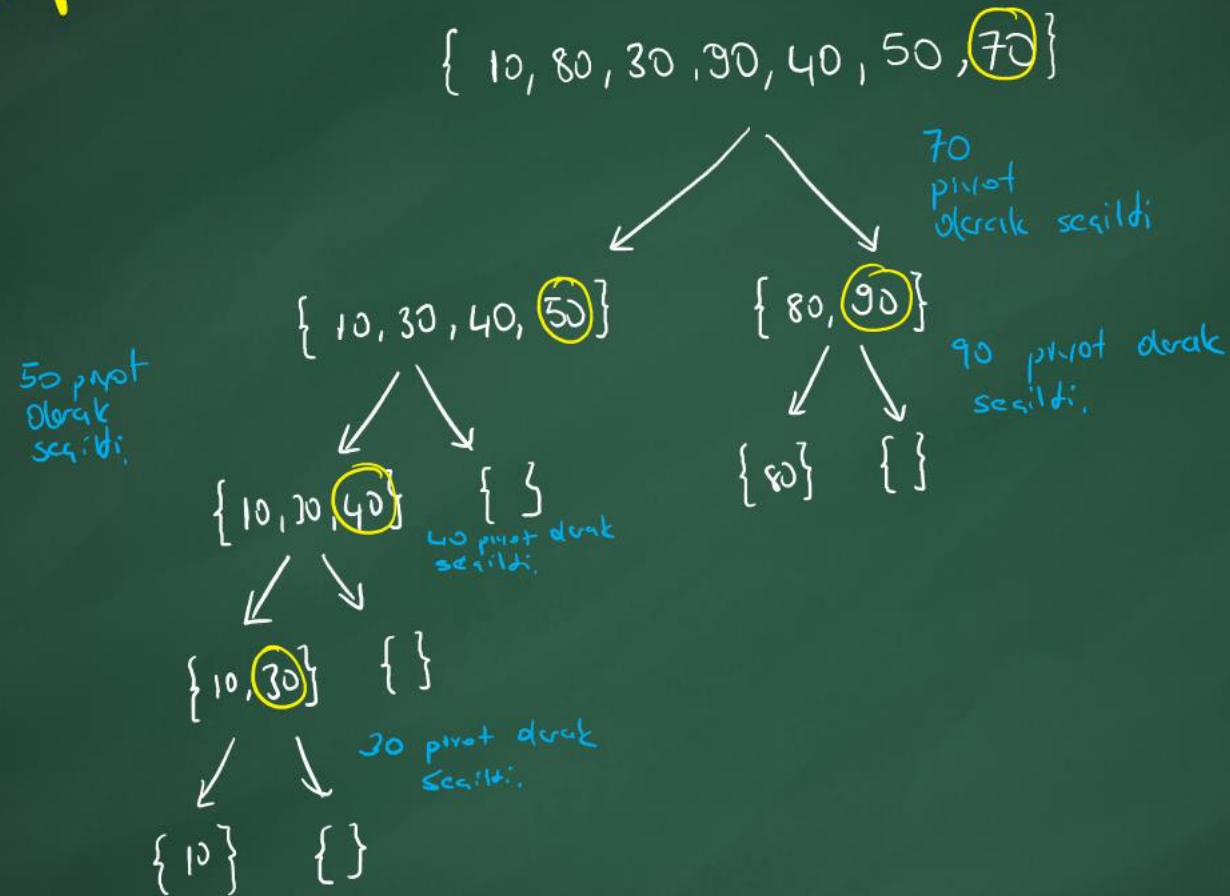 { 10, 80, 30, 90, 40, 50, 70 }
70
pivot
olarak seçildi
{ 10, 30, 40, 50 }
{ 80, 90 }
50 pivot
olarak
seçildi.
90 pivot olarak
seçildi.
{ 10, 30, 40 }
{ }
{ 80 }
{ }
40 pivot olarak
seçildi.
{ 10, 30 }
{ }
30 pivot olarak
seçildi.
{ 10 }
{ }